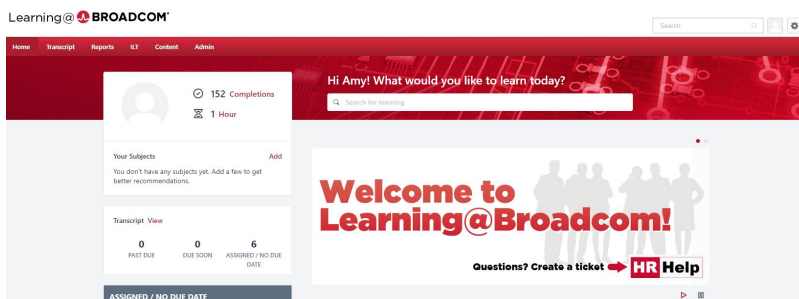 Learning@ BROADCOM
Search
Home Transcript Reports ILT Content Admin
152 Completions
1 Hour
Hi Amy! What would you like to learn today?
Search for learning
Your Subjects Add
You don't have any subjects yet. Add a few to get
better recommendations.
Transcript View
0 0 6
PAST DUE DUE SOON ASSIGNED / NO DUE
DATE
ASSIGNED / NO DUE DATE
Welcome to
Learning@Broadcom!
Questions? Create a ticket HR Help